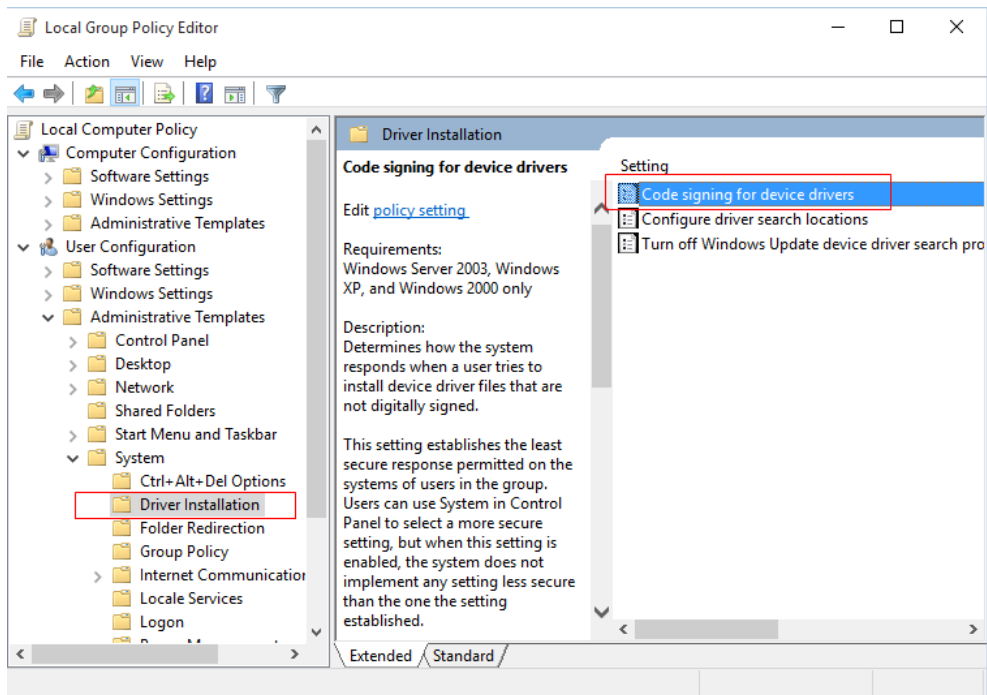 Local Group Policy Editor
File Action View Help
Local Computer Policy
Computer Configuration
Software Settings
Windows Settings
Administrative Templates
User Configuration
Software Settings
Windows Settings
Administrative Templates
Control Panel
Desktop
Network
Shared Folders
Start Menu and Taskbar
System
Ctrl+Alt+Del Options
Driver Installation
Folder Redirection
Group Policy
Internet Communication
Locale Services
Logon
Driver Installation
Code signing for device drivers
Edit policy setting
Requirements:
Windows Server 2003, Windows
XP, and Windows 2000 only
Description:
Determines how the system
responds when a user tries to
install device driver files that are
not digitally signed.
This setting establishes the least
secure response permitted on the
systems of users in the group.
Users can use System in Control
Panel to select a more secure
setting, but when this setting is
enabled, the system does not
implement any setting less secure
than the one the setting
established.
Setting
Code signing for device drivers
Configure driver search locations
Turn off Windows Update device driver search pro
Extended Standard